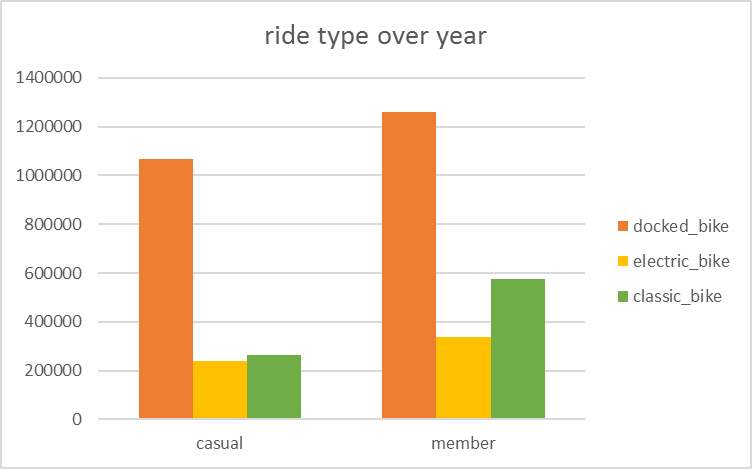 ride type over year
1400000
1200000
1000000
800000
600000
400000
200000
0
casual
member
docked_bike
electric_bike
classic_bike